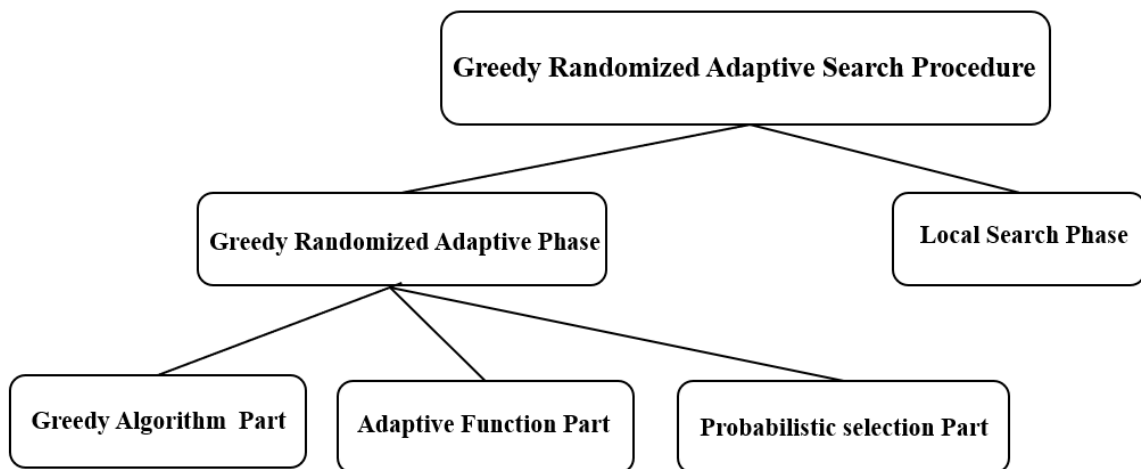 Greedy Randomized Adaptive Search Procedure
Greedy Randomized Adaptive Phase
Local Search Phase
Greedy Algorithm  Part
Adaptive Function Part
Probabilistic selection Part